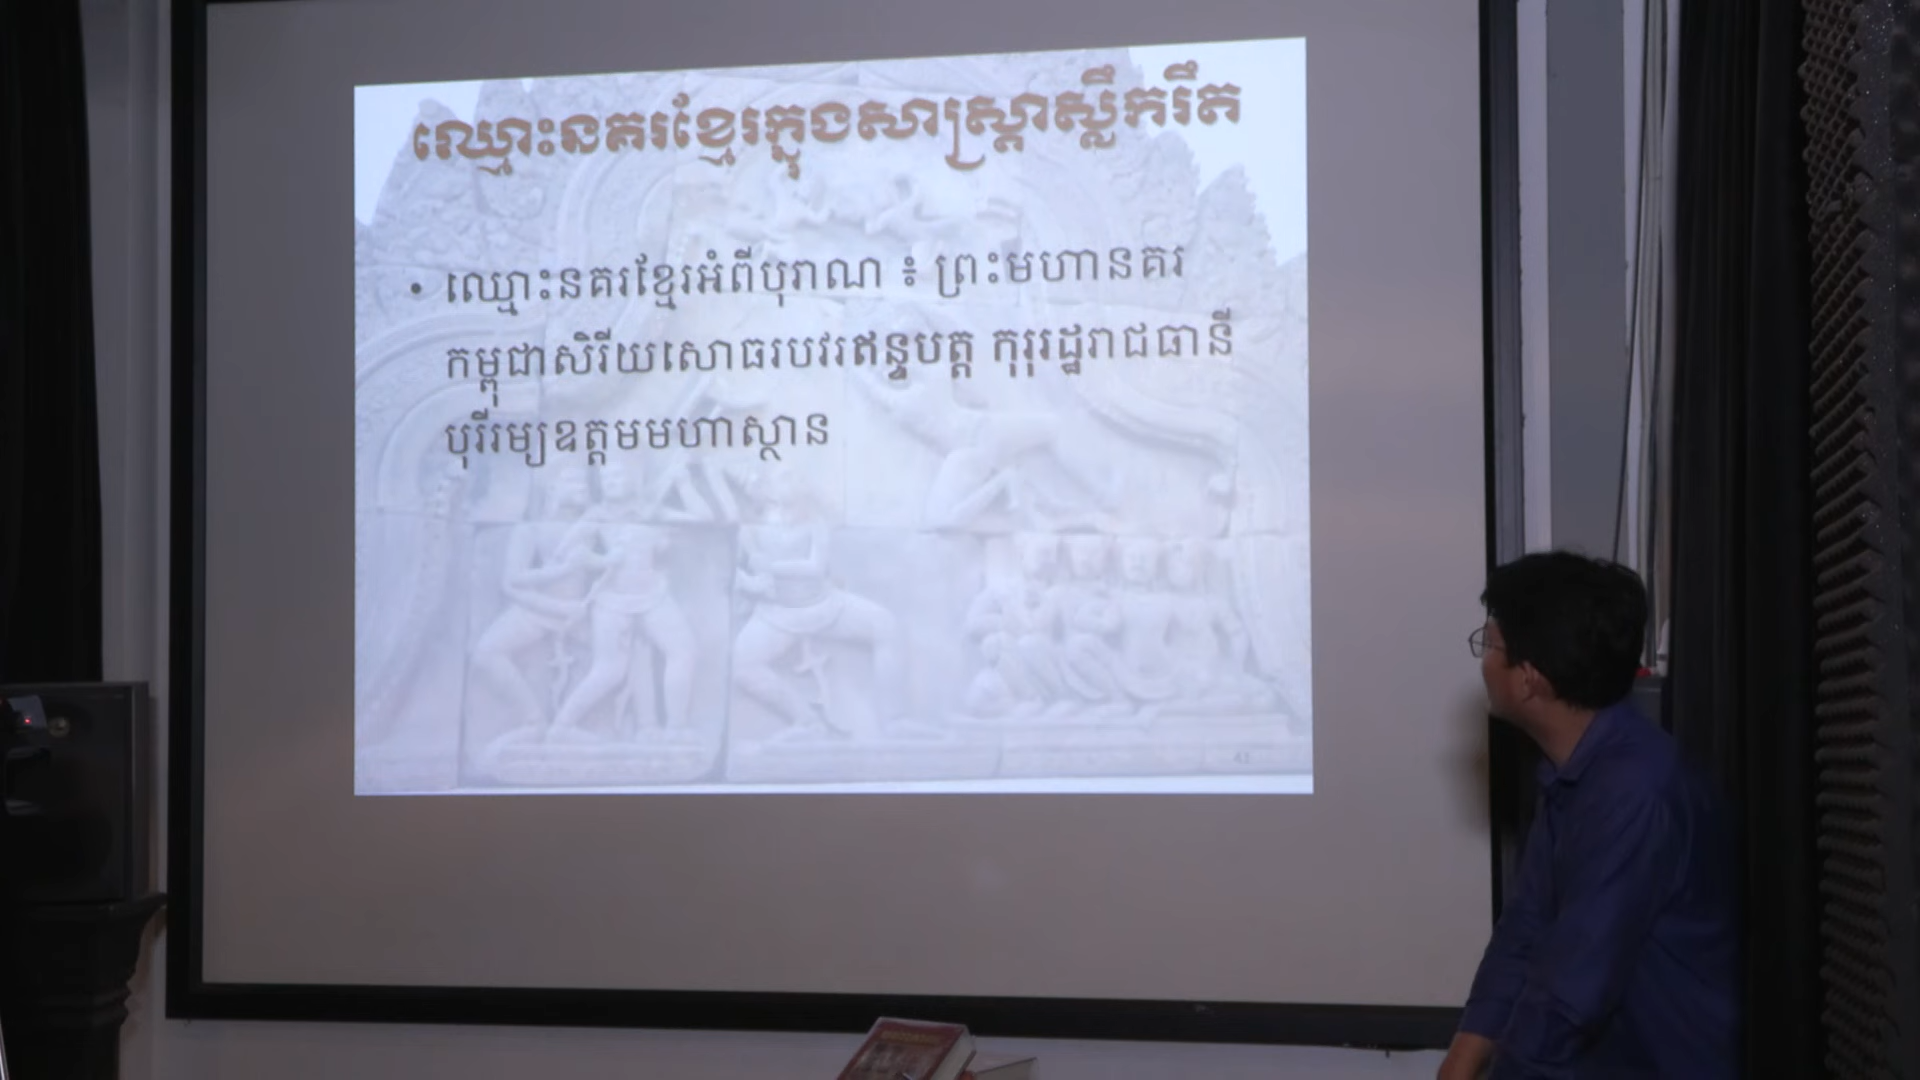 ឈ្មោះនគរខ្មែរក្នុងសាស្ត្រាស្លឹករឹត
• ឈ្មោះនគរខ្មែរអំពីបុរាណ ៖ ព្រះមហានគរ
កម្ពុជាសិរីយសោធរបវរឥន្ទបត្ត កុរុរដ្ឋរាជធានី
បុរីរម្យឧត្តមមហាស្ថាន